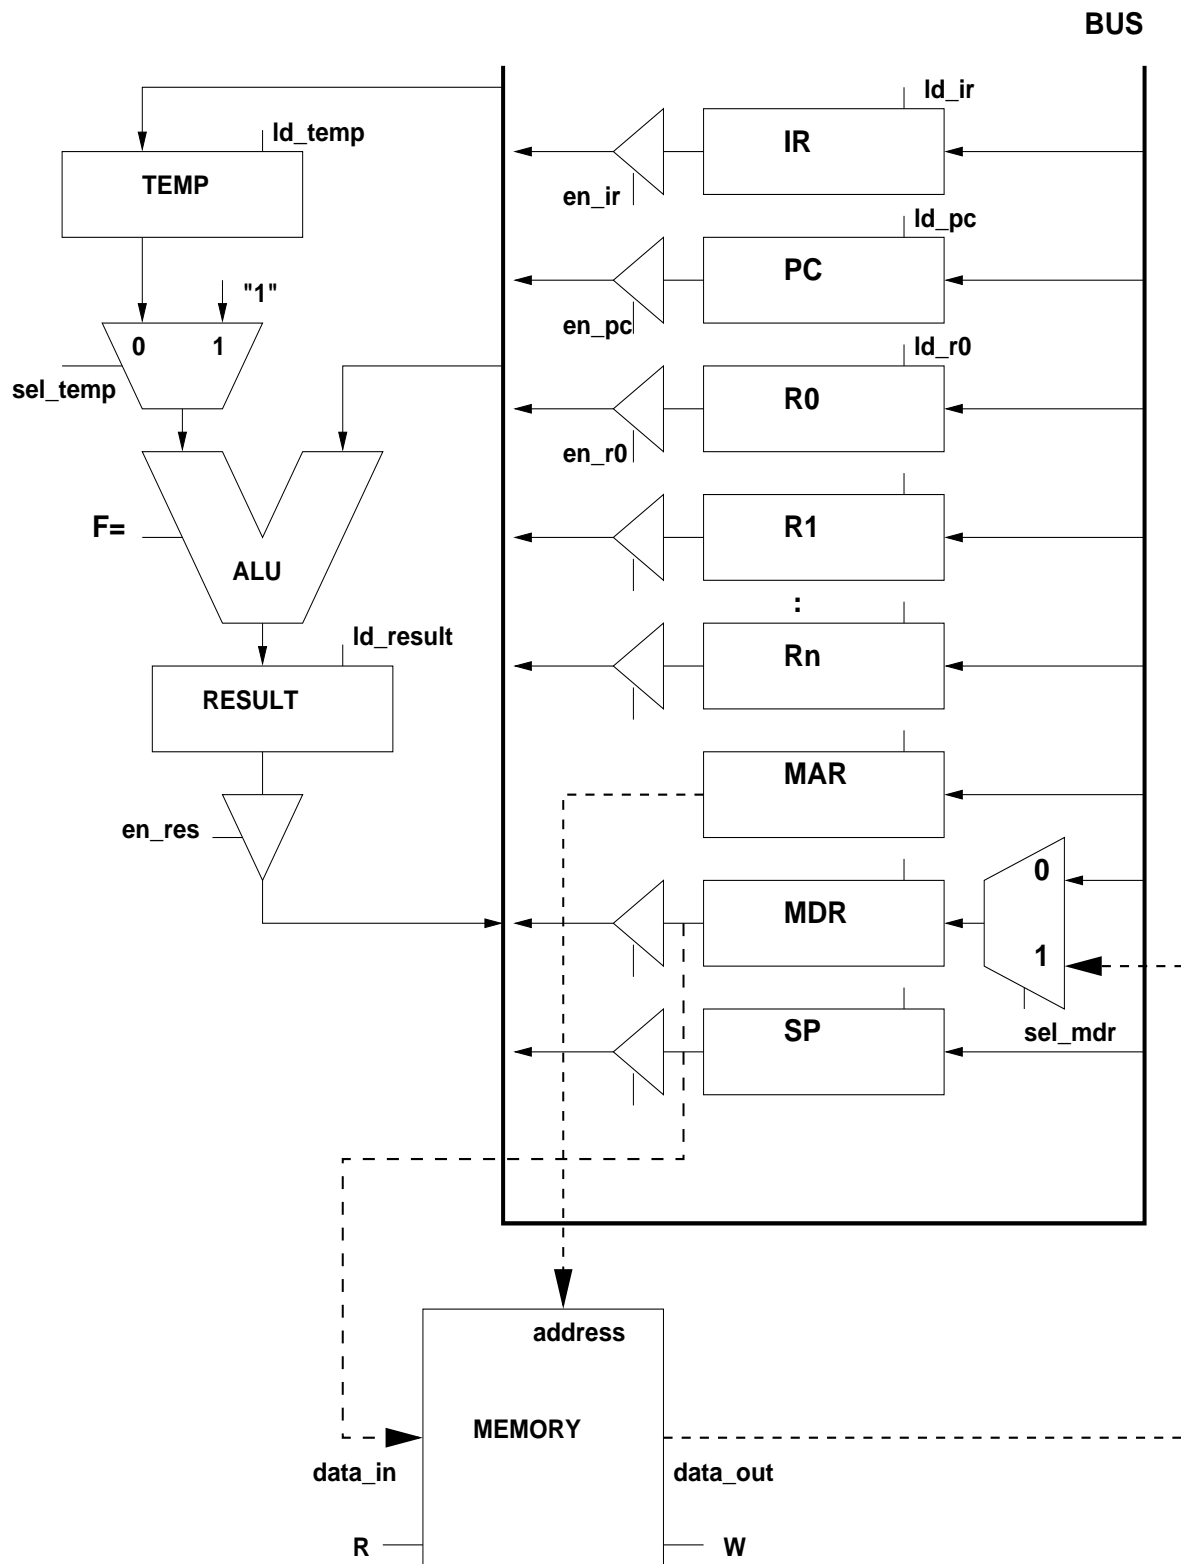 BUS
ld_ir
IR
en_ir
ld_temp
TEMP
ld_pc
PC
en_pc
"1"
0 1
sel_temp
ld_r0
R0
en_r0
F=
ALU
R1
:
ld_result
RESULT
Rn
MAR
en_res
MDR
0
1
sel_mdr
SP
address
MEMORY
data_in
data_out
R
W